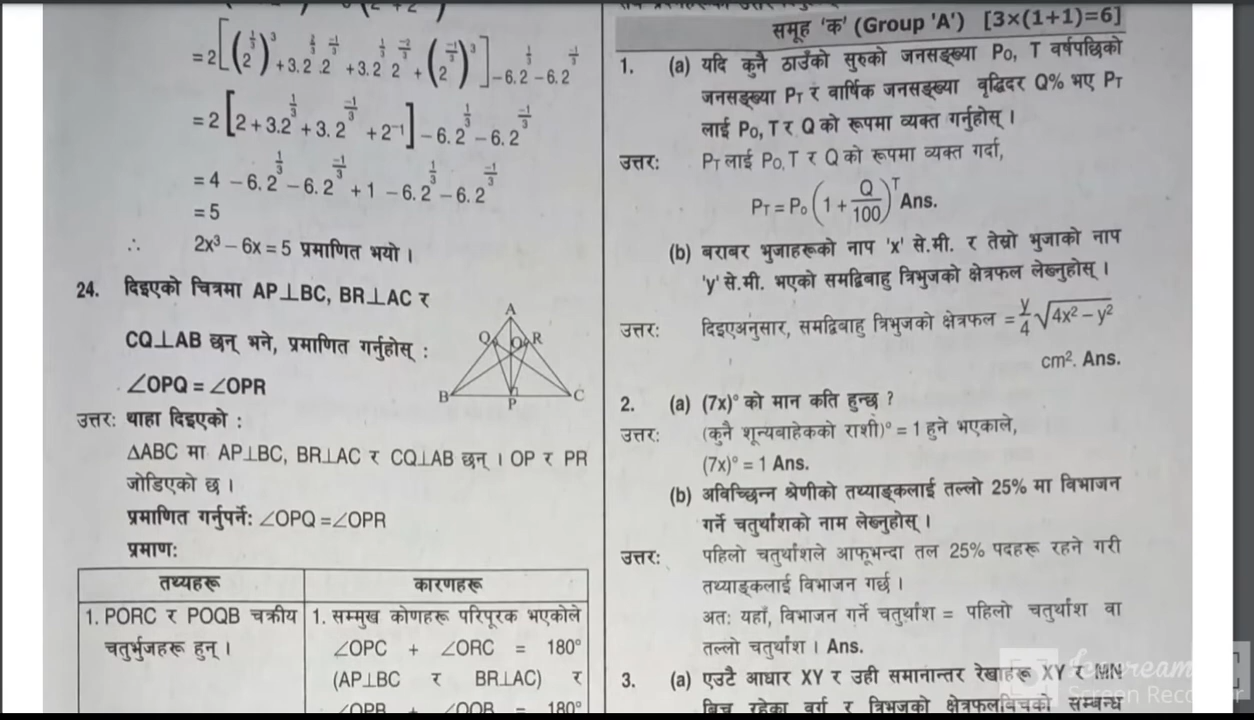 = 2[(2^{1/3})^3 + 3.2^{2/3}.2^{-1/3} + 3.2^{1/3} 2^{-2/3} + (2^{-1/3})^3] – 6.2^{1/3} – 6.2^{-1/3}
= 2 [2 + 3.2^{1/3} + 3.2^{-1/3} + 2^{-1}] – 6.2^{1/3} – 6.2^{-1/3}
= 4 – 6.2^{1/3} – 6.2^{-1/3} + 1 – 6.2^{1/3} – 6.2^{-1/3}
= 5
∴ 2x³ – 6x = 5 प्रमाणित भयो ।
24. दिइएको चित्रमा AP⊥BC, BR⊥AC र
CQ⊥AB छन् भने, प्रमाणित गर्नुहोस् :
∠OPQ = ∠OPR
A
Q O R
B P C
उत्तर: थाहा दिइएको :
ΔABC मा AP⊥BC, BR⊥AC र CQ⊥AB छन् । OP र PR
जोडिएको छ ।
प्रमाणित गर्नुपर्ने: ∠OPQ =∠OPR
प्रमाण:
तथ्यहरू कारणहरू
1. PORC र POQB चक्रीय 1. सम्मुख कोणहरू परिपूरक भएकोले
चतुर्भुजहरू हुन् । ∠OPC + ∠ORC = 180°
(AP⊥BC र BR⊥AC) र
∠OPB + ∠OQB = 180°
समूह 'क' (Group 'A') [3×(1+1)=6]
1. (a) यदि कुनै ठाउँको सुरुको जनसङ्ख्या P₀, T वर्षपछिको
जनसङ्ख्या P_T र वार्षिक जनसङ्ख्या वृद्धिदर Q% भए P_T
लाई P₀, T र Q को रूपमा व्यक्त गर्नुहोस् ।
उत्तर: P_T लाई P₀, T र Q को रूपमा व्यक्त गर्दा,
P_T = P₀ (1 + Q/100)^T Ans.
(b) बराबर भुजाहरूको नाप 'x' से.मी. र तेस्रो भुजाको नाप
'y' से.मी. भएको समद्विबाहु त्रिभुजको क्षेत्रफल लेख्नुहोस् ।
उत्तर: दिइएअनुसार, समद्विबाहु त्रिभुजको क्षेत्रफल = y/4 √(4x² – y²)
cm². Ans.
2. (a) (7x)° को मान कति हुन्छ ?
उत्तर: (कुनै शून्यबाहेकको राशी)° = 1 हुने भएकाले,
(7x)° = 1 Ans.
(b) अविच्छिन्न श्रेणीको तथ्याङ्कलाई तल्लो 25% मा विभाजन
गर्ने चतुर्थांशको नाम लेख्नुहोस् ।
उत्तर: पहिलो चतुर्थांशले आफूभन्दा तल 25% पदहरू रहने गरी
तथ्याङ्कलाई विभाजन गर्छ ।
अत: यहाँ, विभाजन गर्ने चतुर्थांश = पहिलो चतुर्थांश वा
तल्लो चतुर्थांश । Ans.
3. (a) एउटै आधार XY र उही समानान्तर रेखाहरू XY र MN
बिच रहेका वर्ग र त्रिभुजको क्षेत्रफलबिचको सम्बन्ध
Screen